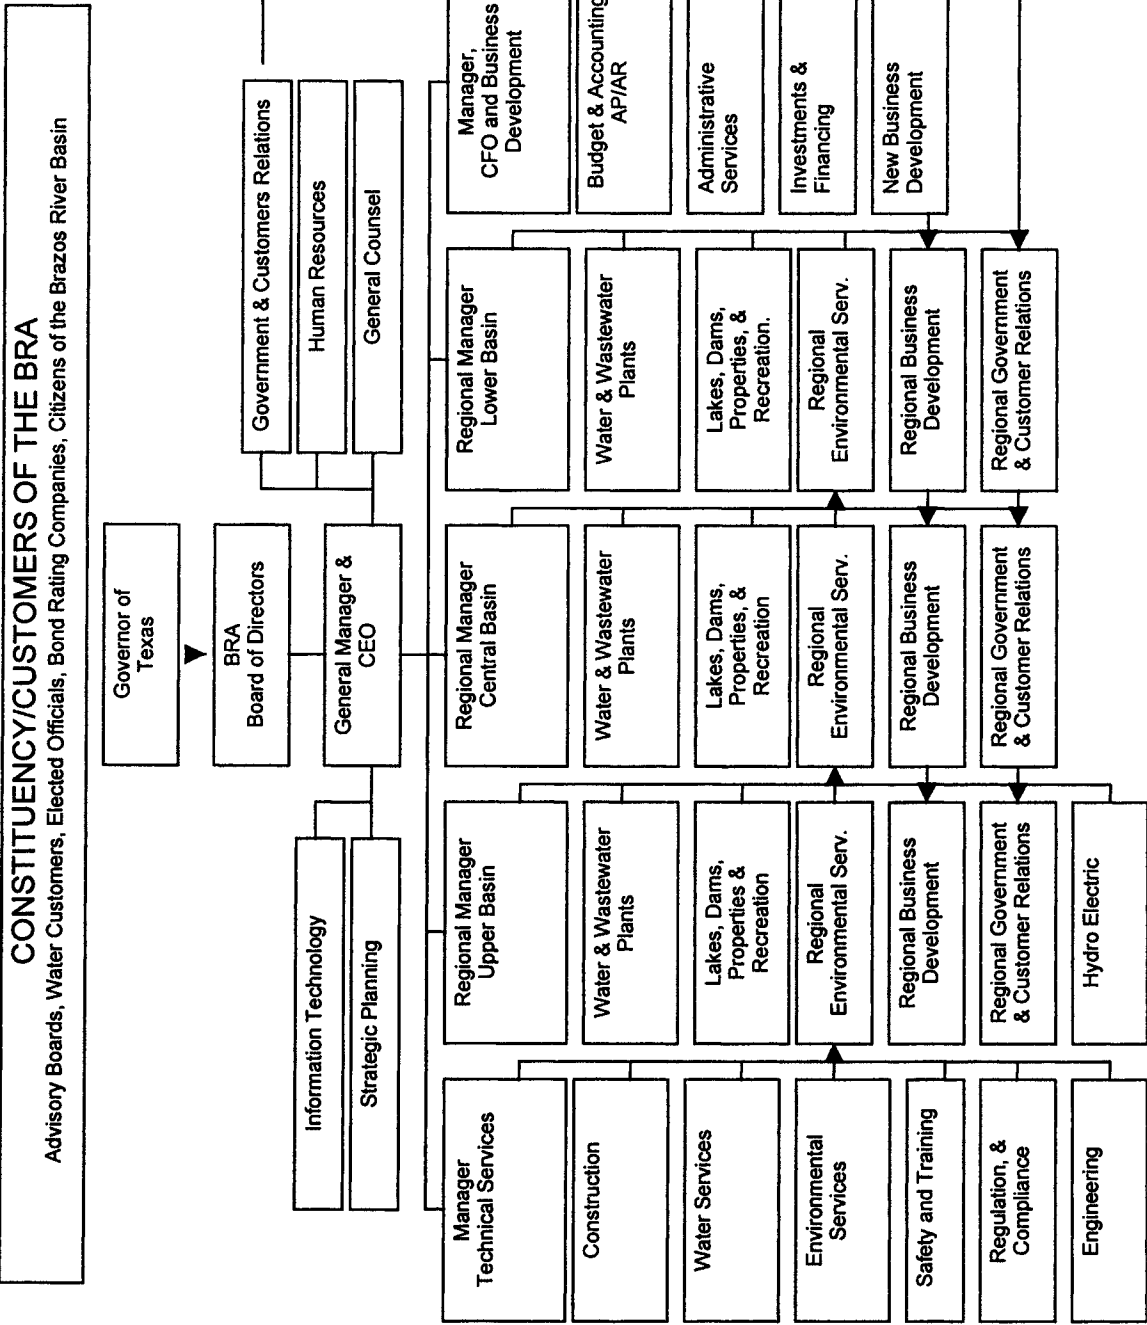 CONSTITUENCY/CUSTOMERS OF THE BRA
Advisory Boards, Water Customers, Elected Officials, Bond Rating Companies, Citizens of the Brazos River Basin
Governor of
Texas
BRA
Board of Directors
General Manager &
CEO
Information Technology
Strategic Planning
Government & Customers Relations
Human Resources
General Counsel
Manager
Technical Services
Construction
Water Services
Environmental
Services
Safety and Training
Regulation, &
Compliance
Engineering
Regional Manager
Upper Basin
Water & Wastewater
Plants
Lakes, Dams,
Properties &
Recreation
Regional
Environmental Serv.
Regional Business
Development
Regional Government
& Customer Relations
Hydro Electric
Regional Manager
Central Basin
Water & Wastewater
Plants
Lakes, Dams,
Properties, &
Recreation
Regional
Environmental Serv.
Regional Business
Development
Regional Government
& Customer Relations
Regional Manager
Lower Basin
Water & Wastewater
Plants
Lakes, Dams,
Properties, &
Recreation.
Regional
Environmental Serv.
Regional Business
Development
Regional Government
& Customer Relations
Manager,
CFO and Business
Development
Budget & Accounting
AP/AR
Administrative
Services
Investments &
Financing
New Business
Development